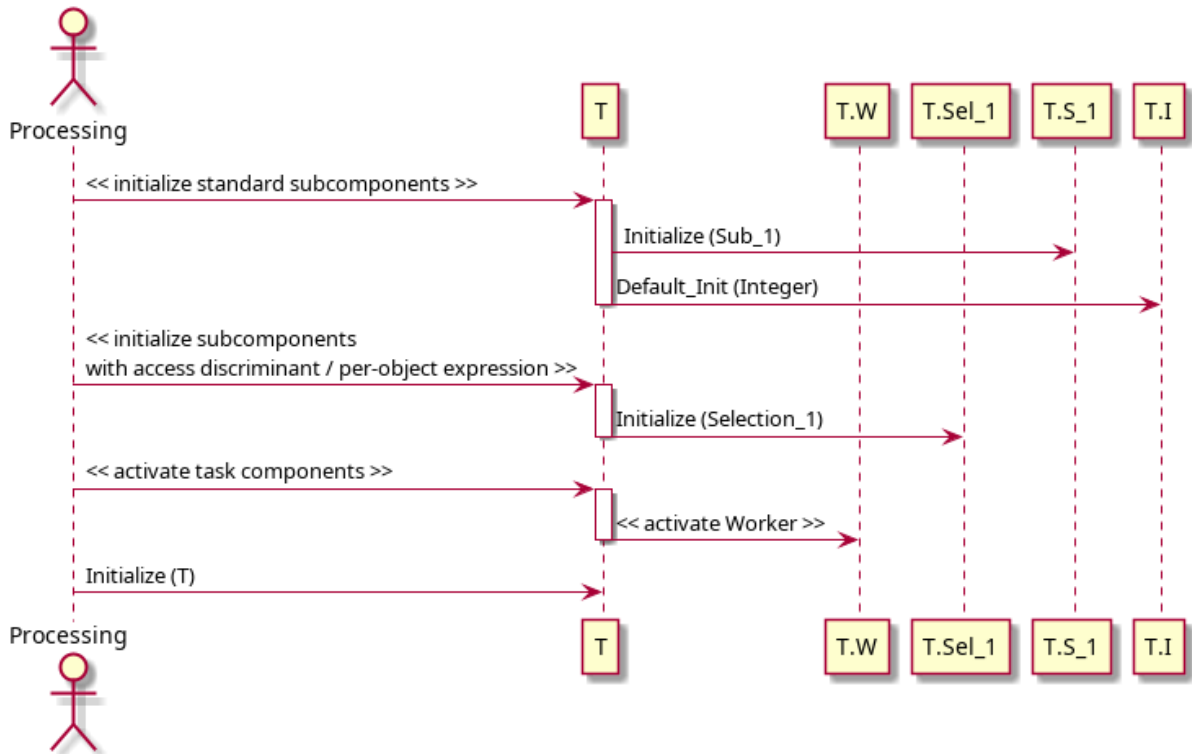 Processing
T
T.W
T.Sel_1
T.S_1
T.I
<< initialize standard subcomponents >>
Initialize (Sub_1)
Default_Init (Integer)
<< initialize subcomponents
with access discriminant / per-object expression >>
Initialize (Selection_1)
<< activate task components >>
<< activate Worker >>
Initialize (T)
Processing
T
T.W
T.Sel_1
T.S_1
T.I